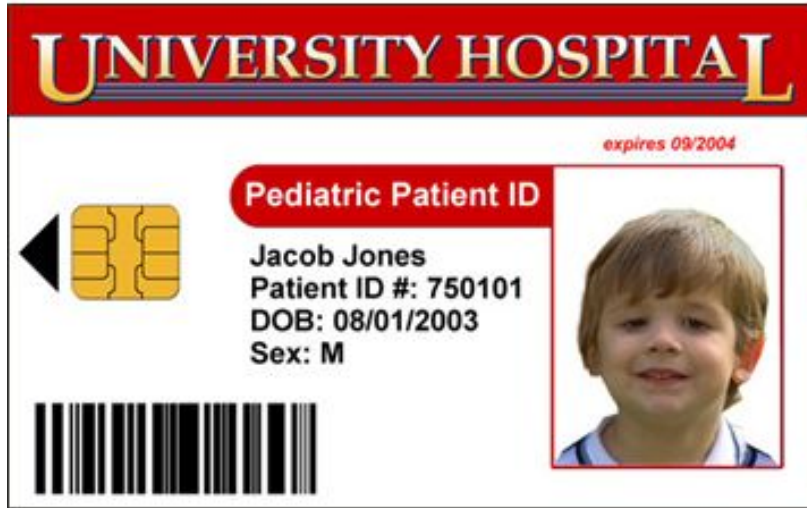 UNIVERSITY HOSPITAL
expires 09/2004
Pediatric Patient ID
Jacob Jones
Patient ID #: 750101
DOB: 08/01/2003
Sex: M